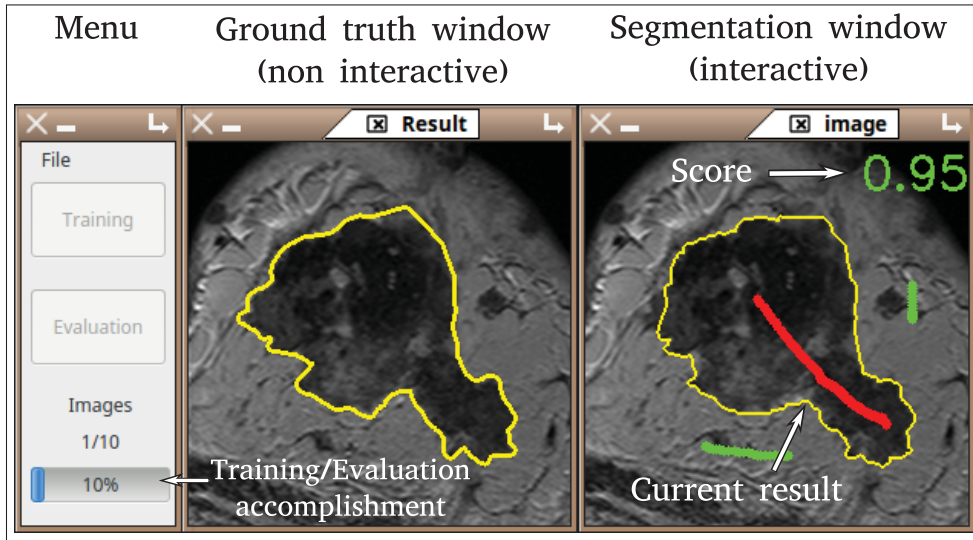 Menu
Ground truth window
(non interactive)
Segmentation window
(interactive)
Result
image
File
Training
Evaluation
Images
1/10
10%
Training/Evaluation
accomplishment
Score
0.95
Current result